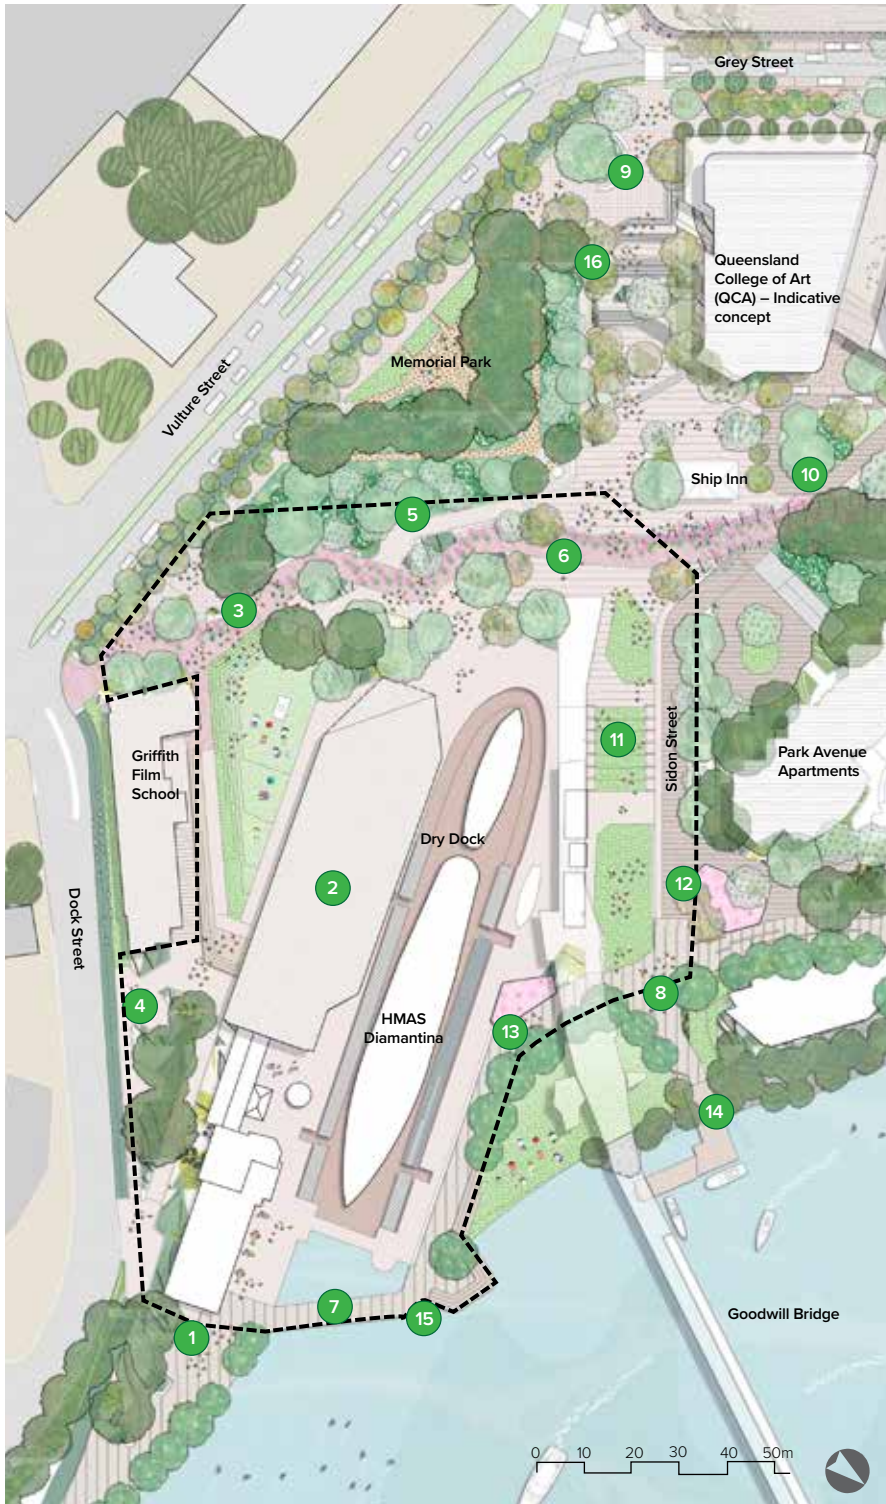 Grey Street
9
Queensland
College of Art
(QCA) – Indicative
concept
16
Memorial Park
Vulture Street
Ship Inn
10
5
6
3
11
Sidon Street
Park Avenue
Apartments
Griffith
Film
School
Dry Dock
2
12
Dock Street
8
4
HMAS
Diamantina
13
14
7
15
1
Goodwill Bridge
0 10 20 30 40 50m